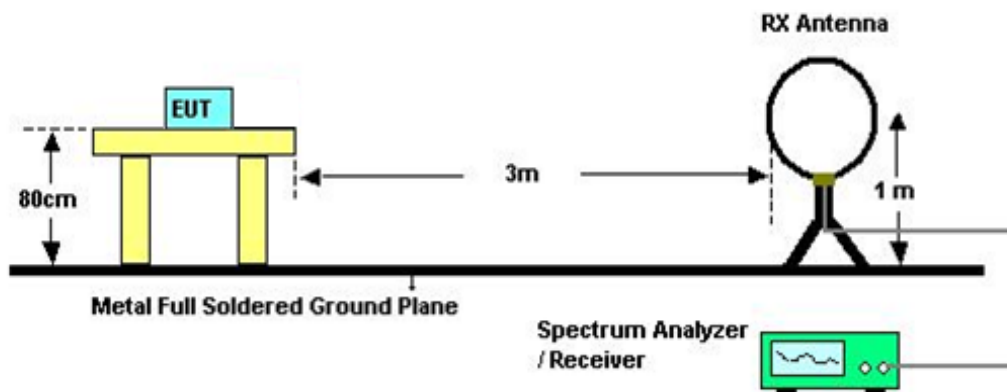 RX Antenna
EUT
80cm
3m
1 m
Metal Full Soldered Ground Plane
Spectrum Analyzer
/ Receiver